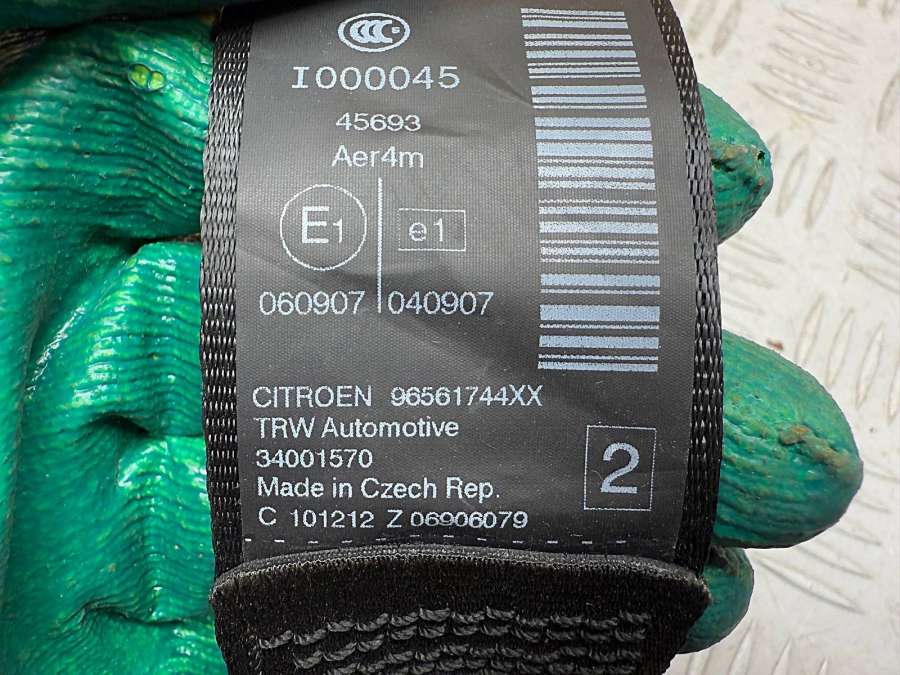 CCC S
I000045
45693
Aer4m
E1 e1
060907 040907
CITROEN 96561744XX
TRW Automotive
34001570
Made in Czech Rep.
C 101212 Z 06906079
2